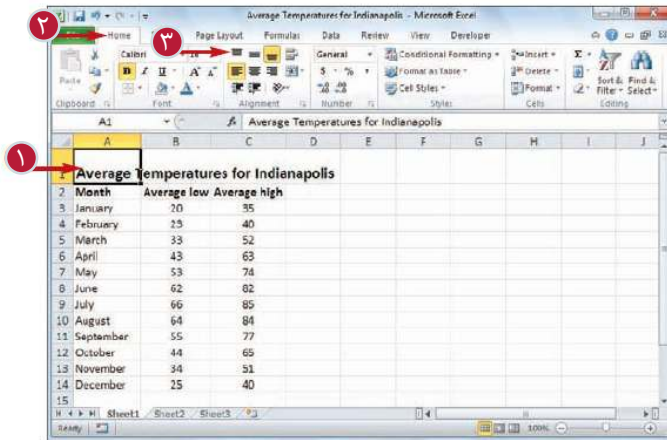 Average Temperatures for Indianapolis - Microsoft Excel
۲
Home Page Layout Formulas Data Review View Developer
۳
Calibri General Conditional Formatting Insert Σ
Paste B I U A A Format as Table Delete Sort & Find &
A $ % , Cell Styles Format Filter Select
Clipboard Font Alignment Number Styles Cells Editing
A1 fx Average Temperatures for Indianapolis
A B C D E F G H I J
۱
1 Average Temperatures for Indianapolis
2 Month Average low Average high
3 January 20 35
4 February 23 40
5 March 33 52
6 April 43 63
7 May 53 74
8 June 62 82
9 July 66 85
10 August 64 84
11 September 55 77
12 October 44 65
13 November 34 51
14 December 25 40
15
Sheet1 Sheet2 Sheet3
Ready 100%